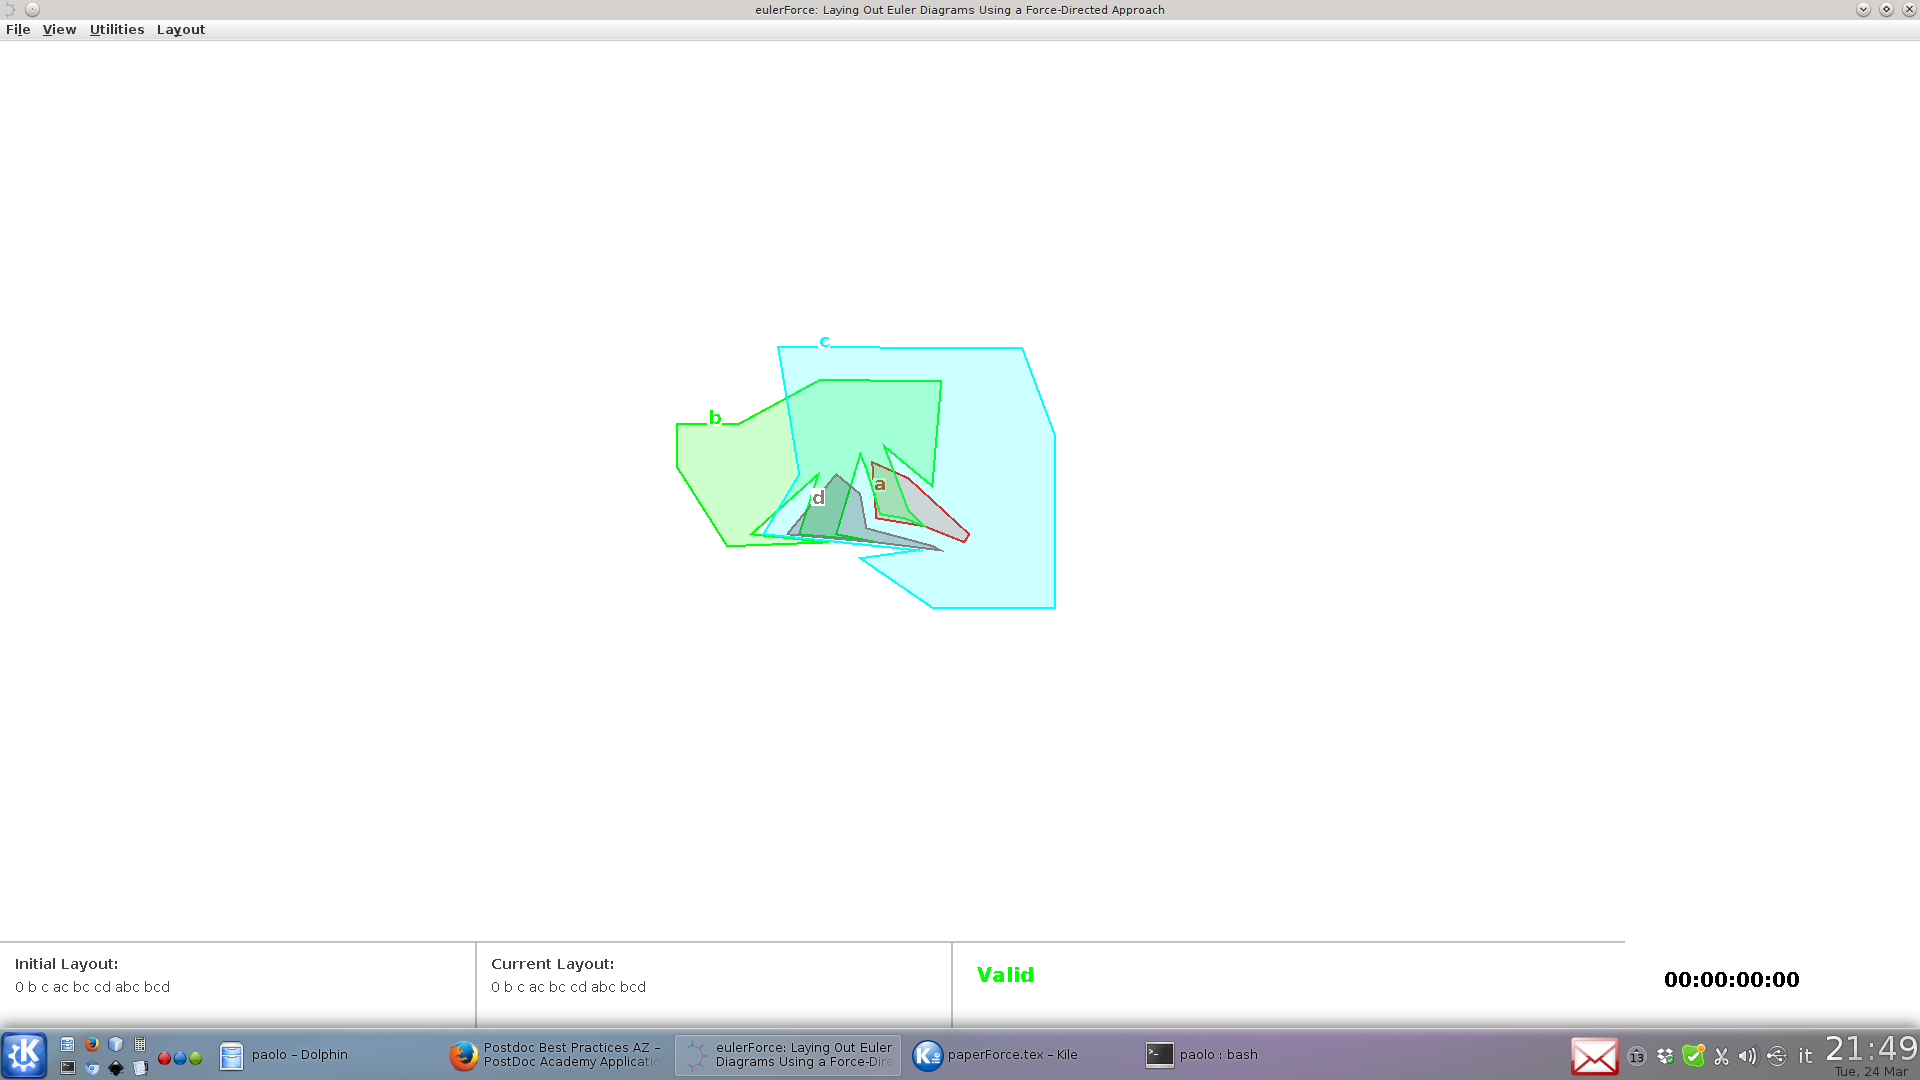 eulerForce: Laying Out Euler Diagrams Using a Force-Directed Approach
File View Utilities Layout
c
b
a
d
Initial Layout:
0 b c ac bc cd abc bcd
Current Layout:
0 b c ac bc cd abc bcd
Valid
00:00:00:00
paolo – Dolphin
Postdoc Best Practices AZ –
PostDoc Academy Applicatio
eulerForce: Laying Out Euler
Diagrams Using a Force-Dire
paperForce.tex – Kile
paolo : bash
13
it
21:49
Tue, 24 Mar